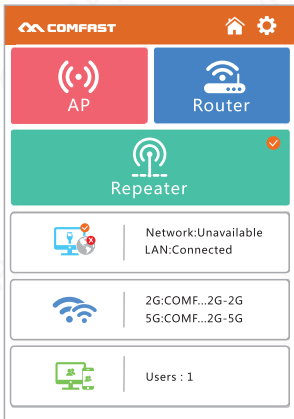 COMFAST
AP
Router
Repeater
Network:Unavailable
LAN:Connected
2G:COMF...2G-2G
5G:COMF...2G-5G
Users : 1